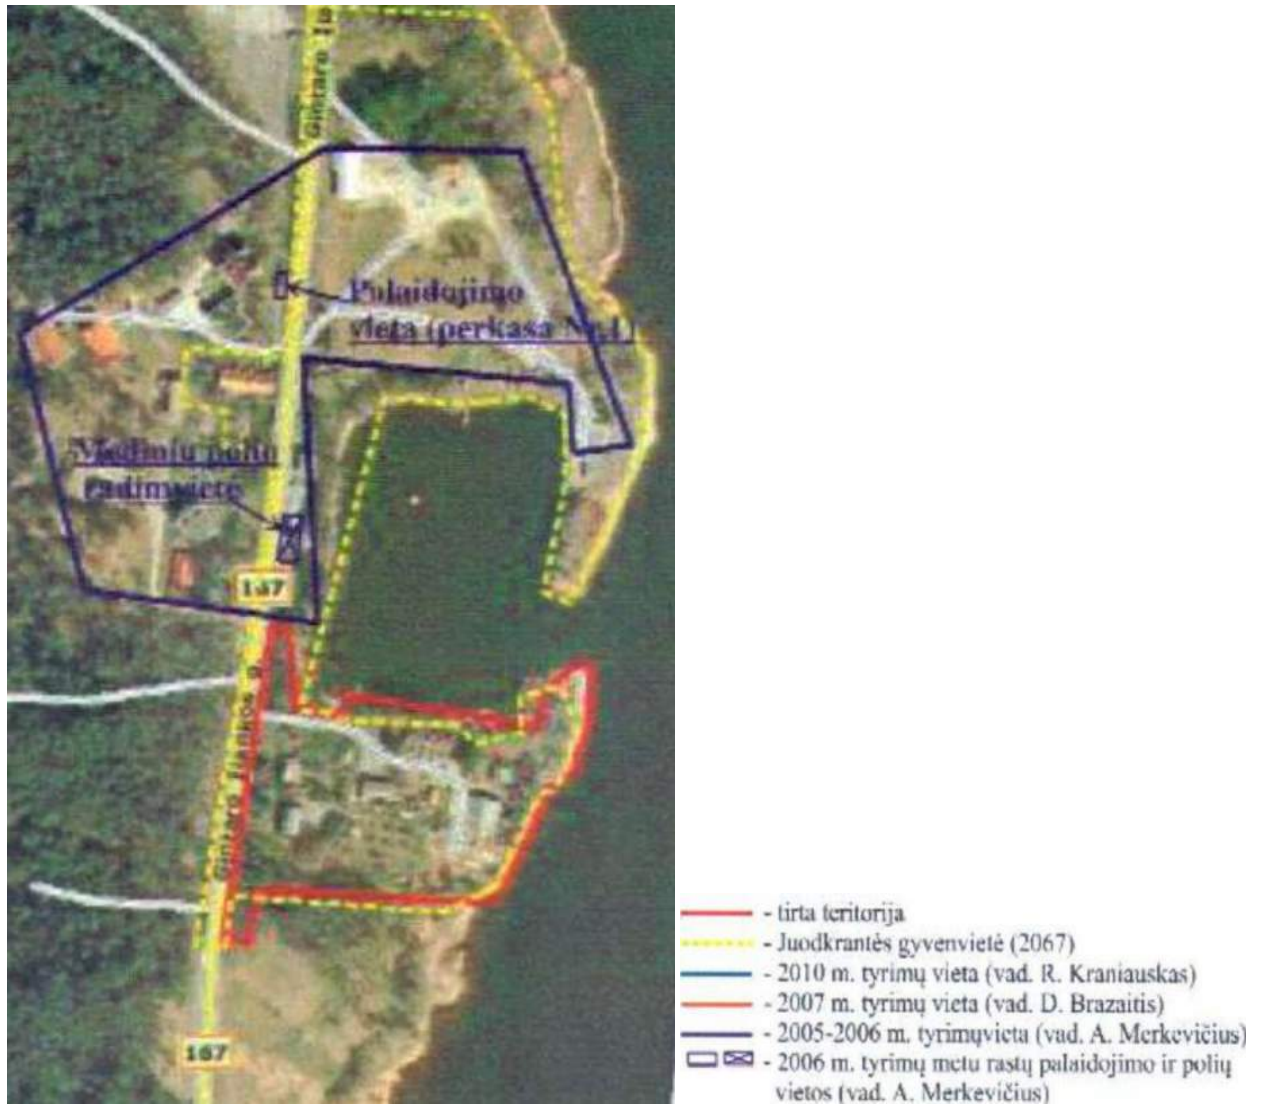 Gintaro
Palaidojimo
vieta (perkasa Nr.1)
Medinių polių
radimvietė
167
Gintaro įlankos g.
167
- tirta teritorija
- Juodkrantės gyvenvietė (2067)
- 2010 m. tyrimų vieta (vad. R. Kraniauskas)
- 2007 m. tyrimų vieta (vad. D. Brazaitis)
- 2005-2006 m. tyrimųvieta (vad. A. Merkevičius)
- 2006 m. tyrimų metu rastų palaidojimo ir polių
vietos (vad. A. Merkevičius)